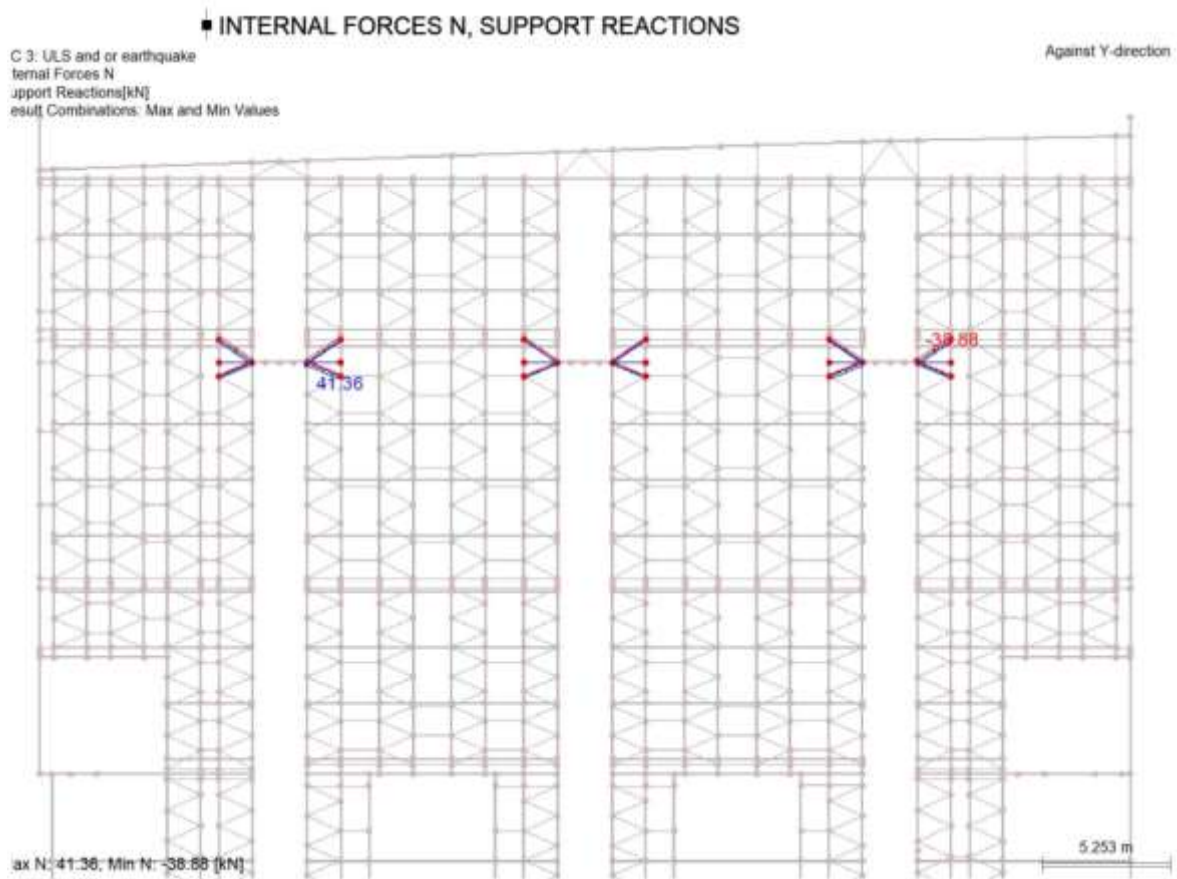 INTERNAL FORCES N, SUPPORT REACTIONS
C 3: ULS and or earthquake
Against Y-direction
ternal Forces N
upport Reactions[kN]
esult Combinations: Max and Min Values
-38.88
41.36
5.253 m
ax N: 41.36, Min N: -38.88 [kN]